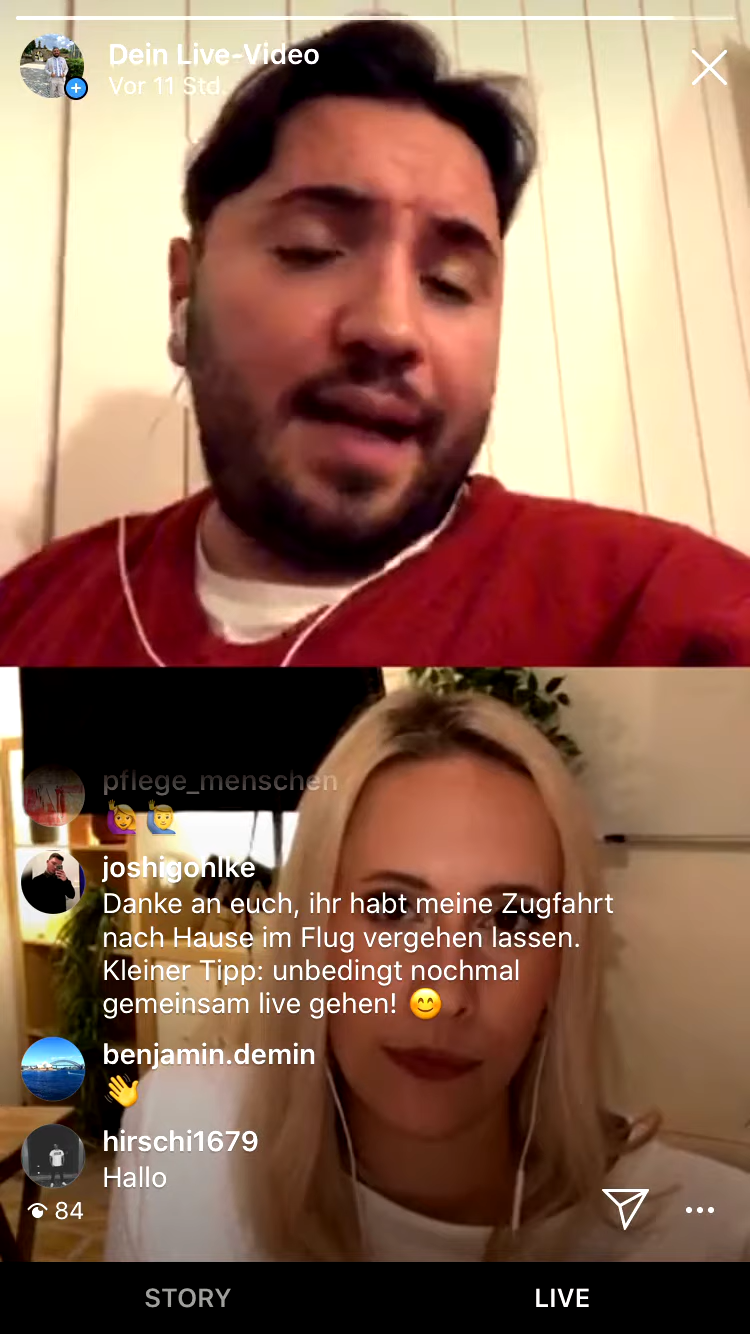 Dein Live-Video
Vor 11 Std.
pflege_menschen
🙋‍♀️🙋‍♂️
joshigohlke
Danke an euch, ihr habt meine Zugfahrt
nach Hause im Flug vergehen lassen.
Kleiner Tipp: unbedingt nochmal
gemeinsam live gehen! 😊
benjamin.demin
👋
hirschi1679
Hallo
84
STORY
LIVE